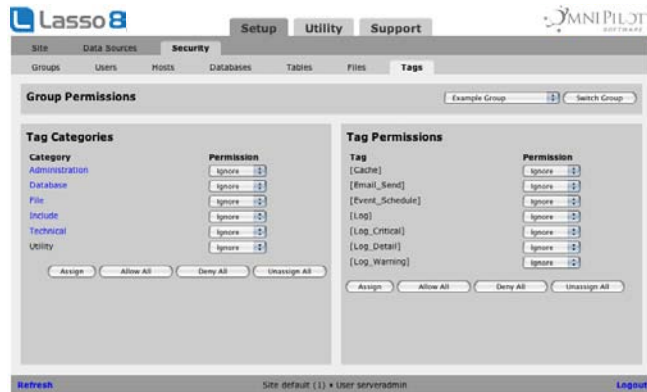 Lasso 8
Setup Utility Support
OMNIPILOT
SOFTWARE
Site Data Sources Security
Groups Users Hosts Databases Tables Files Tags
Group Permissions
Example Group Switch Group
Tag Categories
Category Permission
Administration Ignore
Database Ignore
File Ignore
Include Ignore
Technical Ignore
Utility Ignore
Assign Allow All Deny All Unassign All
Tag Permissions
Tag Permission
[Cache] Ignore
[Email_Send] Ignore
[Event_Schedule] Ignore
[Log] Ignore
[Log_Critical] Ignore
[Log_Detail] Ignore
[Log_Warning] Ignore
Assign Allow All Deny All Unassign All
Refresh Site default (1) • User serveradmin Logout